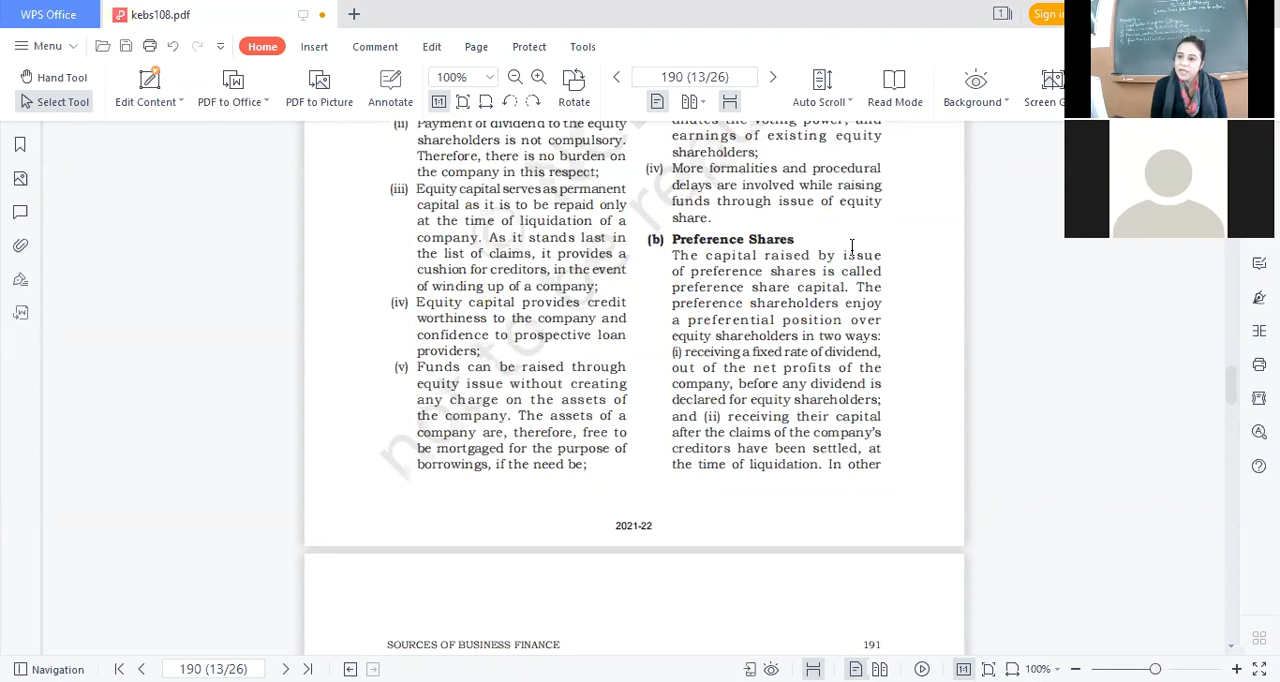 WPS Office
kebs108.pdf
1
Sign in
Menu
Home
Insert
Comment
Edit
Page
Protect
Tools
Hand Tool
Select Tool
Edit Content
PDF to Office
PDF to Picture
Annotate
100%
Rotate
190 (13/26)
Auto Scroll
Read Mode
Background
Screen G
(ii) Payment of dividend to the equity
shareholders is not compulsory.
Therefore, there is no burden on
the company in this respect;
(iii) Equity capital serves as permanent
capital as it is to be repaid only
at the time of liquidation of a
company. As it stands last in
the list of claims, it provides a
cushion for creditors, in the event
of winding up of a company;
(iv) Equity capital provides credit
worthiness to the company and
confidence to prospective loan
providers;
(v) Funds can be raised through
equity issue without creating
any charge on the assets of
the company. The assets of a
company are, therefore, free to
be mortgaged for the purpose of
borrowings, if the need be;
dilutes the voting power, and
earnings of existing equity
shareholders;
(iv) More formalities and procedural
delays are involved while raising
funds through issue of equity
share.
(b) Preference Shares
The capital raised by issue
of preference shares is called
preference share capital. The
preference shareholders enjoy
a preferential position over
equity shareholders in two ways:
(i) receiving a fixed rate of dividend,
out of the net profits of the
company, before any dividend is
declared for equity shareholders;
and (ii) receiving their capital
after the claims of the company's
creditors have been settled, at
the time of liquidation. In other
2021-22
SOURCES OF BUSINESS FINANCE
191
Navigation
190 (13/26)
100%